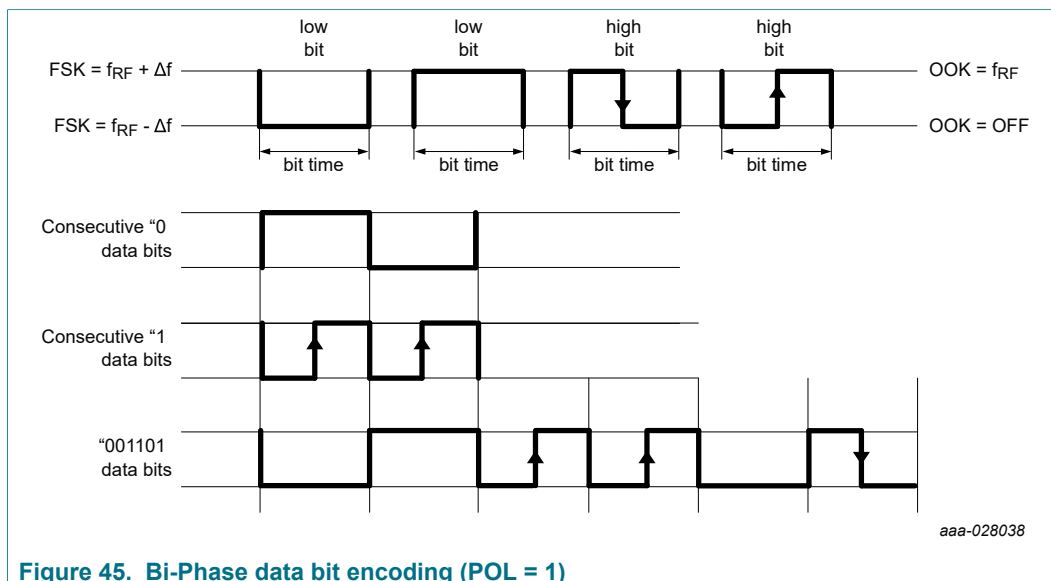 low bit
low bit
high bit
high bit
FSK = fRF + Δf
OOK = fRF
FSK = fRF - Δf
OOK = OFF
bit time
bit time
bit time
bit time
Consecutive “0
data bits
Consecutive “1
data bits
“001101
data bits
aaa-028038
Figure 45. Bi-Phase data bit encoding (POL = 1)